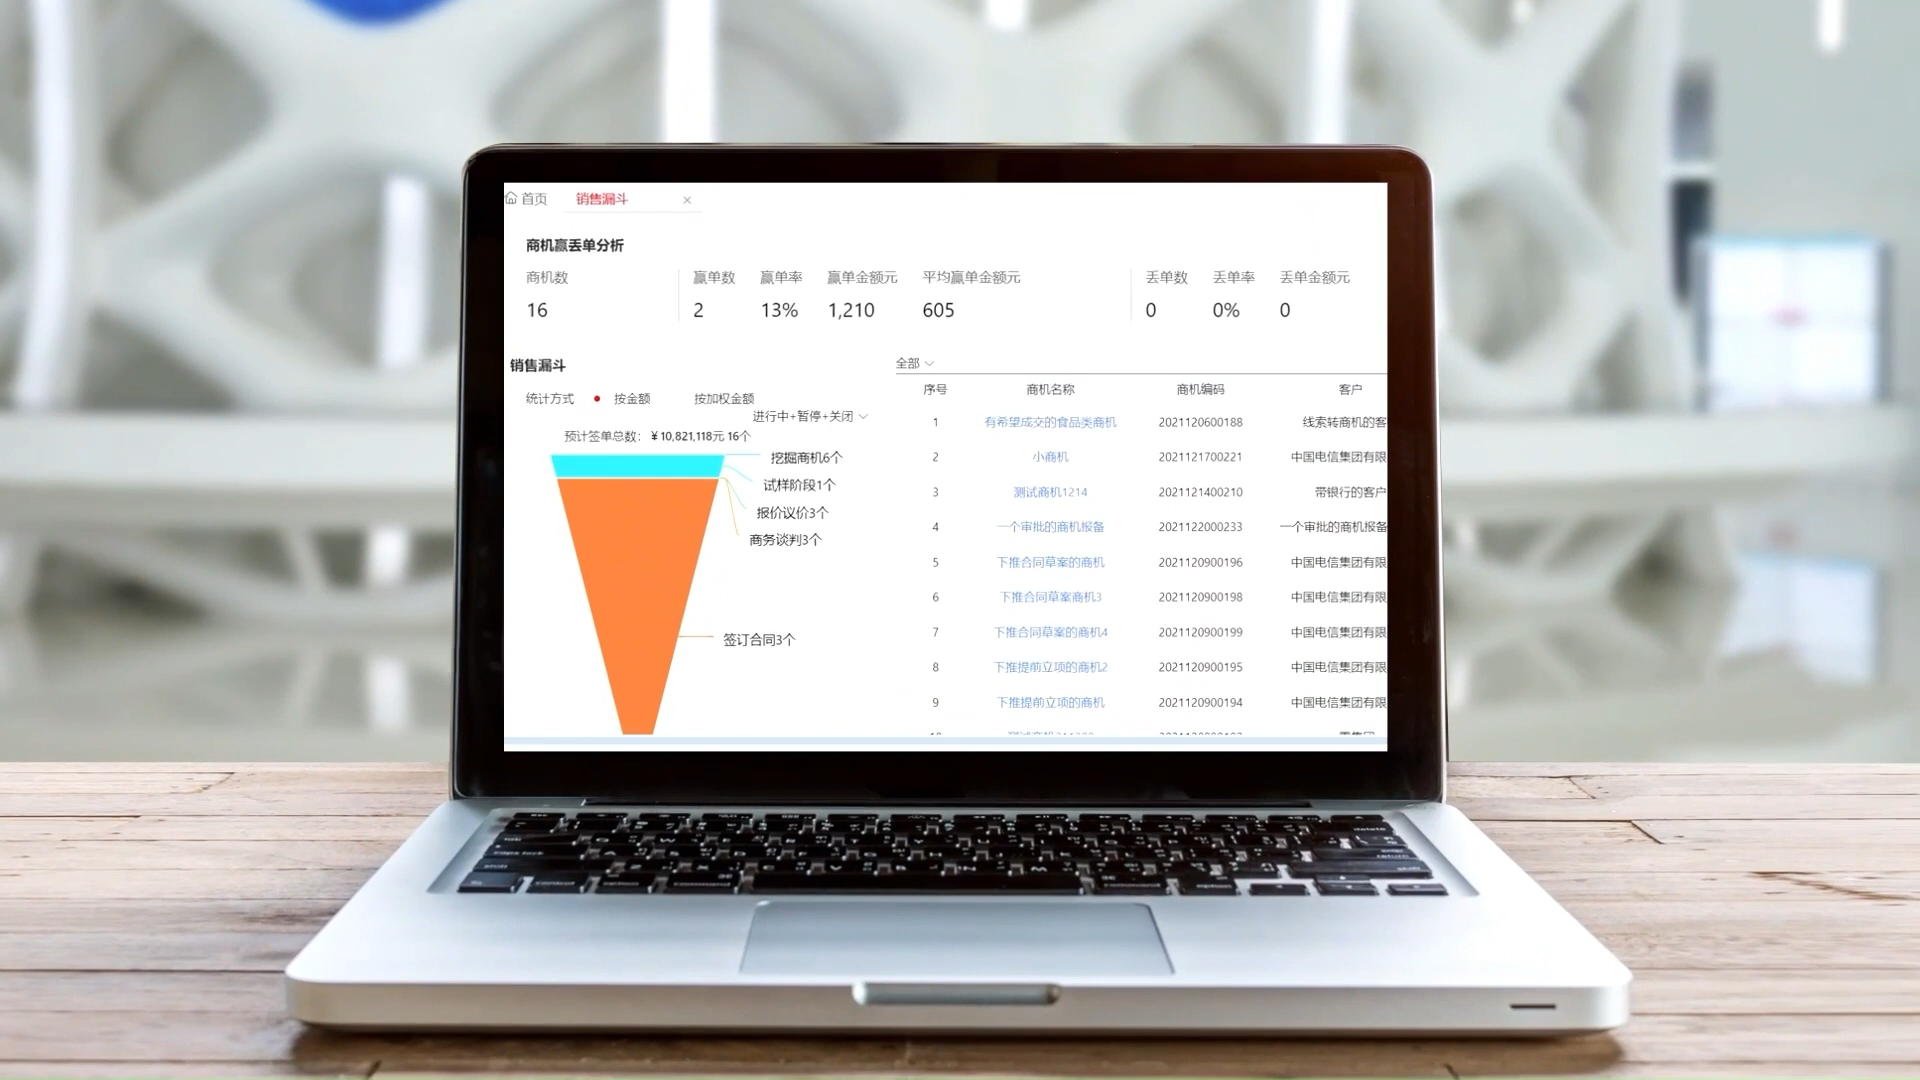 首页 销售漏斗 ×
商机赢丢单分析
商机数 赢单数 赢单率 赢单金额元 平均赢单金额元 丢单数 丢单率 丢单金额元
16 2 13% 1,210 605 0 0% 0
销售漏斗
统计方式 按金额 按加权金额
进行中+暂停+关闭
预计签单总数: ¥10,821,118元 16个
挖掘商机6个
试样阶段1个
报价议价3个
商务谈判3个
签订合同3个
全部
序号 商机名称 商机编码 客户
1 有希望成交的食品类商机 2021120600188 线索转商机的客
2 小商机 2021121700221 中国电信集团有限
3 测试商机1214 2021121400210 带银行的客户
4 一个审批的商机报备 2021122000233 一个审批的商机报备
5 下推合同草案的商机 2021120900196 中国电信集团有限
6 下推合同草案商机3 2021120900198 中国电信集团有限
7 下推合同草案的商机4 2021120900199 中国电信集团有限
8 下推提前立项的商机2 2021120900195 中国电信集团有限
9 下推提前立项的商机 2021120900194 中国电信集团有限